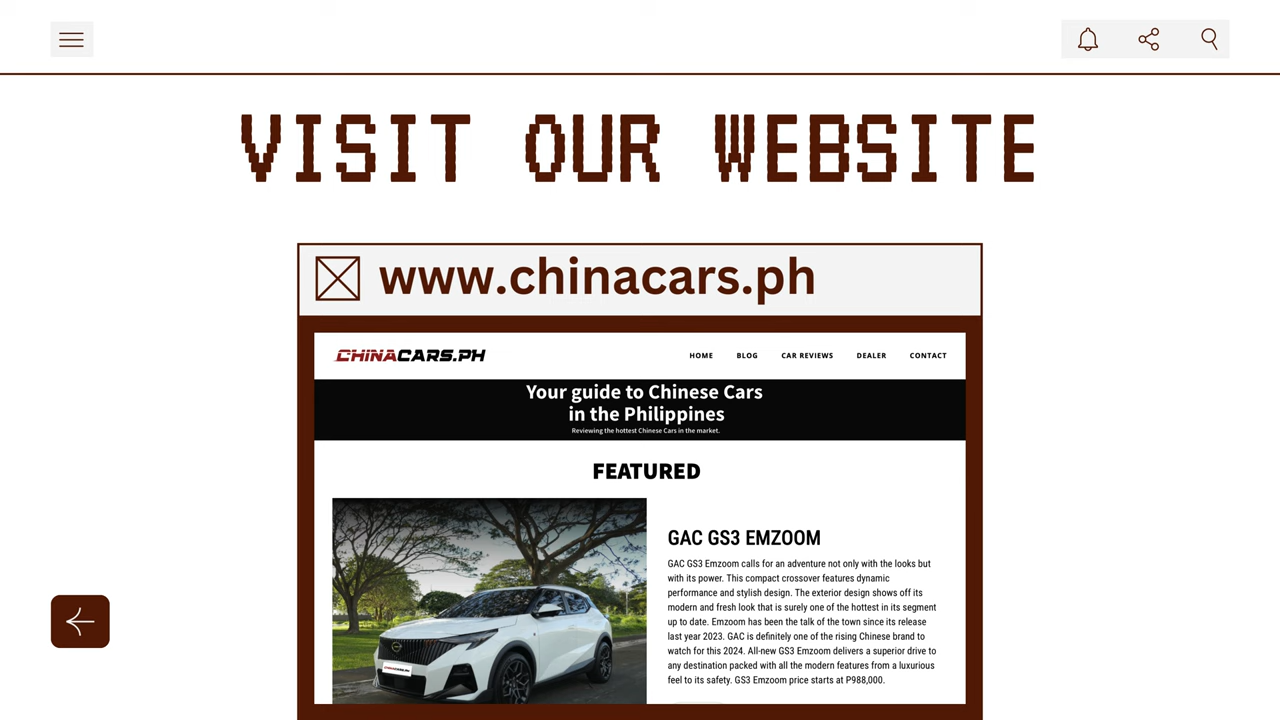 VISIT OUR WEBSITE
www.chinacars.ph
CHINACARS.PH
HOME BLOG CAR REVIEWS DEALER CONTACT
Your guide to Chinese Cars
in the Philippines
Reviewing the hottest Chinese Cars in the market.
FEATURED
GAC GS3 EMZOOM
GAC GS3 Emzoom calls for an adventure not only with the looks but
with its power. This compact crossover features dynamic
performance and stylish design. The exterior design shows off its
modern and fresh look that is surely one of the hottest in its segment
up to date. Emzoom has been the talk of the town since its release
last year 2023. GAC is definitely one of the rising Chinese brand to
watch for this 2024. All-new GS3 Emzoom delivers a superior drive to
any destination packed with all the modern features from a luxurious
feel to its safety. GS3 Emzoom price starts at P988,000.
CHINACARS.PH